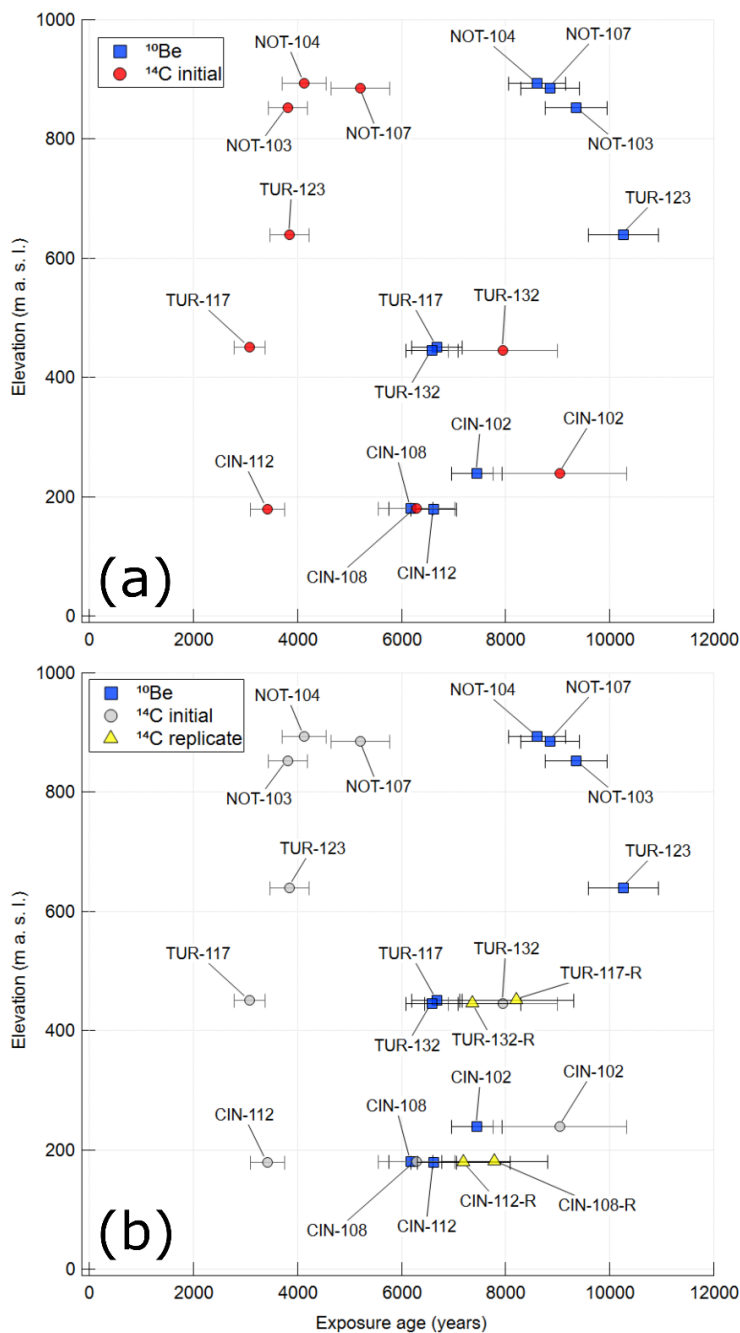 1000
800
600
400
200
0
Elevation (m a. s. l.)
¹⁰Be
¹⁴C initial
NOT-104
NOT-107
NOT-103
TUR-123
TUR-117
CIN-112
NOT-104
NOT-107
NOT-103
TUR-123
TUR-117
TUR-132
TUR-132
CIN-102
CIN-102
CIN-108
CIN-108
CIN-112
(a)
0 2000 4000 6000 8000 10000 12000
1000
800
600
400
200
0
Elevation (m a. s. l.)
¹⁰Be
¹⁴C initial
¹⁴C replicate
NOT-104
NOT-107
NOT-103
TUR-123
TUR-117
CIN-112
NOT-104
NOT-107
NOT-103
TUR-123
TUR-117
TUR-132
TUR-117-R
TUR-132
TUR-132-R
CIN-102
CIN-102
CIN-108
CIN-108
CIN-112
CIN-112-R
CIN-108-R
(b)
0 2000 4000 6000 8000 10000 12000
Exposure age (years)